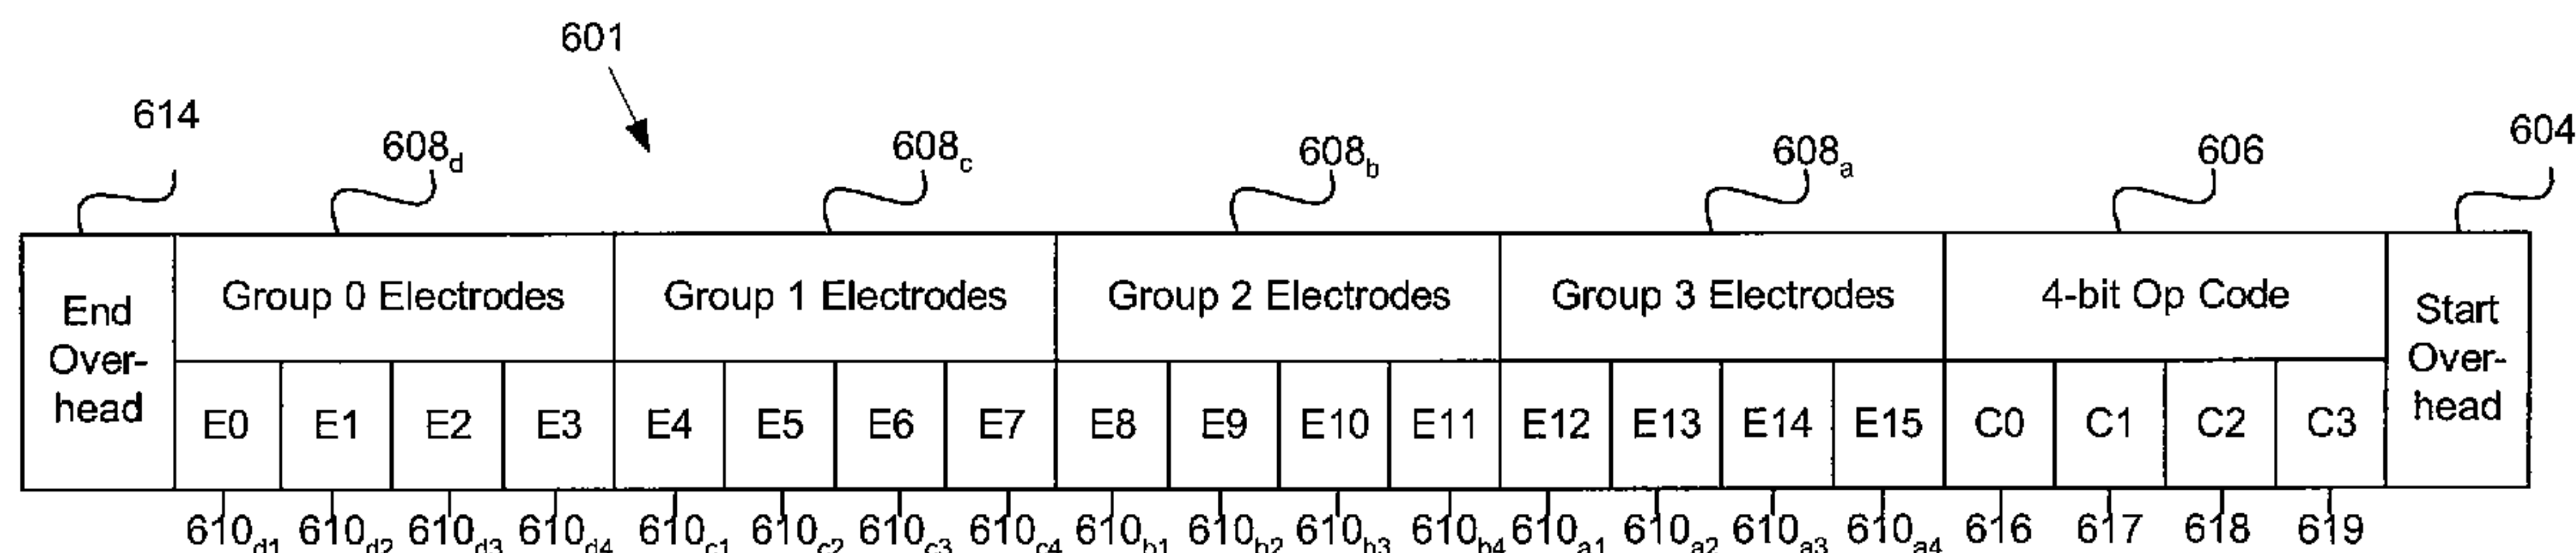 601
614
608d
608c
608b
608a
606
604
End Over-head
Group 0 Electrodes
Group 1 Electrodes
Group 2 Electrodes
Group 3 Electrodes
4-bit Op Code
Start Over-head
E0 E1 E2 E3 E4 E5 E6 E7 E8 E9 E10 E11 E12 E13 E14 E15 C0 C1 C2 C3
610d1 610d2 610d3 610d4 610c1 610c2 610c3 610c4 610b1 610b2 610b3 610b4 610a1 610a2 610a3 610a4 616 617 618 619